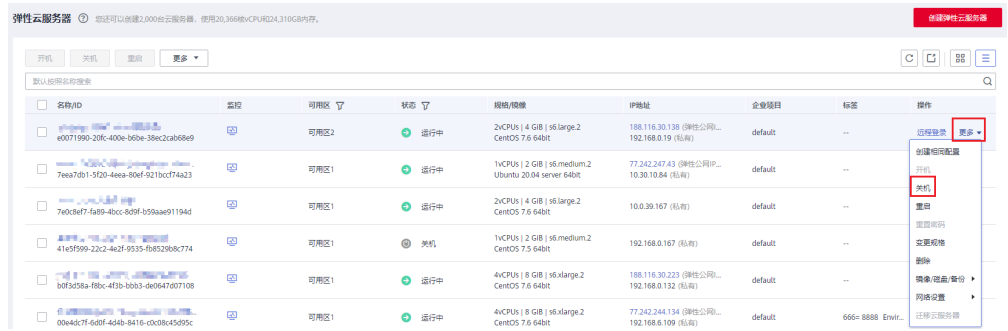 弹性云服务器 您还可以创建2,000台云服务器，使用20,366核vCPU和24,310GB内存。 创建弹性云服务器
开机 关机 重启 更多
默认按照名称搜索
名称/ID 监控 可用区 状态 规格/镜像 IP地址 企业项目 标签 操作
e0071990-20fc-400e-b6be-38ec2cab68e9 可用区2 运行中 2vCPUs | 4 GiB | s6.large.2 188.116.30.138 (弹性公网I... default -- 远程登录 更多
CentOS 7.6 64bit 192.168.0.19 (私有)
7eea7db1-5f20-4eea-80ef-921bccf74a23 可用区1 运行中 1vCPUs | 2 GiB | s6.medium.2 77.242.247.43 (弹性公网IP... default --
Ubuntu 20.04 server 64bit 10.30.10.84 (私有)
7e0c8ef7-fa89-4bcc-8d9f-b59aae91194d 可用区1 运行中 2vCPUs | 4 GiB | s6.large.2 10.0.39.167 (私有) default --
CentOS 7.6 64bit
41e5f599-22c2-4e2f-9535-fb8529b8c774 可用区1 关机 1vCPUs | 2 GiB | s6.medium.2 192.168.0.167 (私有) default --
CentOS 7.5 64bit
b0f3d58a-f8bc-4f3b-bbb3-de0647d07108 可用区1 运行中 4vCPUs | 8 GiB | s6.xlarge.2 188.116.30.223 (弹性公网I... default --
CentOS 7.6 64bit 192.168.0.132 (私有)
00e4dc7f-6d0f-4d4b-8416-c0c08c45d95c 可用区1 运行中 4vCPUs | 8 GiB | s6.xlarge.2 77.242.244.134 (弹性公网I... default 666= 8888 Envir...
CentOS 7.6 64bit 192.168.6.109 (私有)
创建相同配置
开机
关机
重启
重置密码
变更规格
删除
镜像/磁盘/备份
网络设置
迁移云服务器